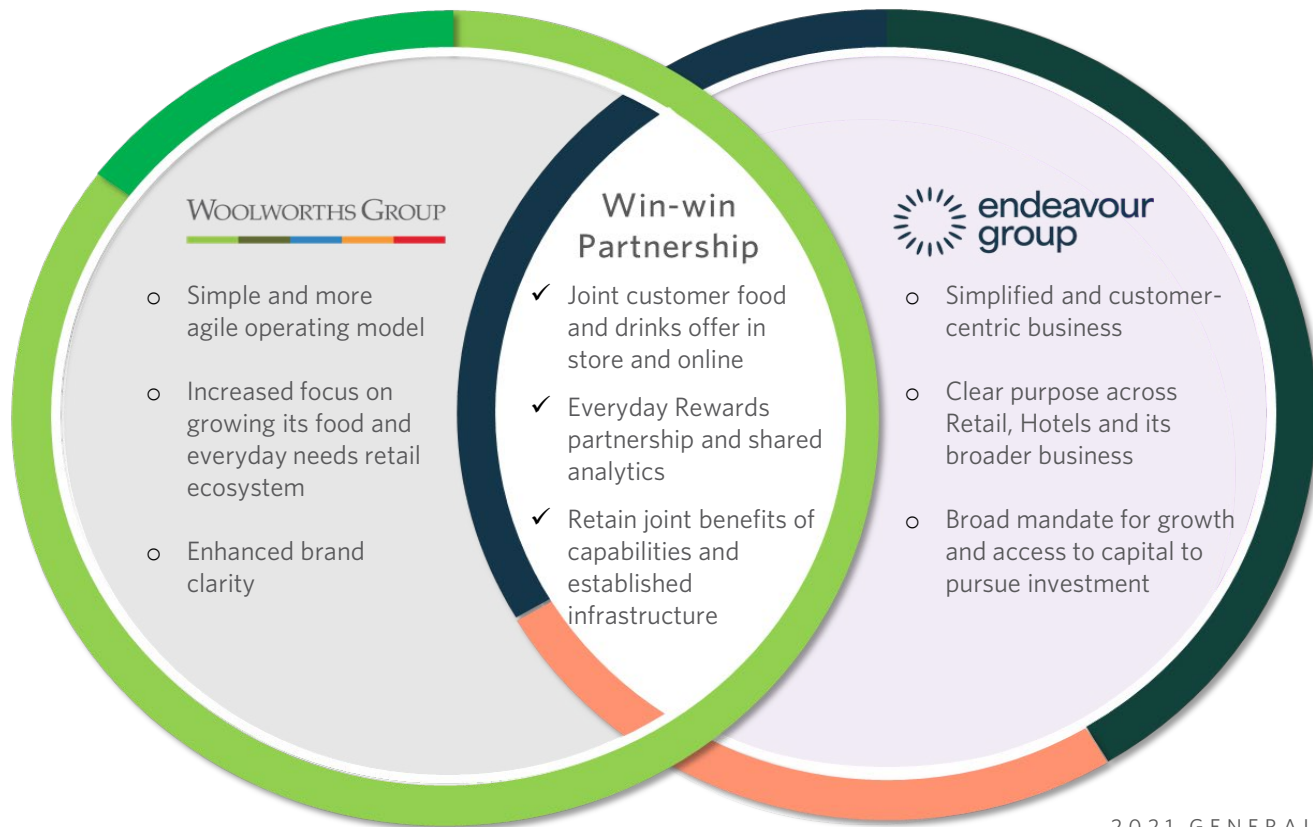 WOOLWORTHS GROUP
o Simple and more
agile operating model
o Increased focus on
growing its food and
everyday needs retail
ecosystem
o Enhanced brand
clarity
Win-win
Partnership
✓ Joint customer food
and drinks offer in
store and online
✓ Everyday Rewards
partnership and shared
analytics
✓ Retain joint benefits of
capabilities and
established
infrastructure
endeavour
group
o Simplified and customer-
centric business
o Clear purpose across
Retail, Hotels and its
broader business
o Broad mandate for growth
and access to capital to
pursue investment
2021 GENERAL